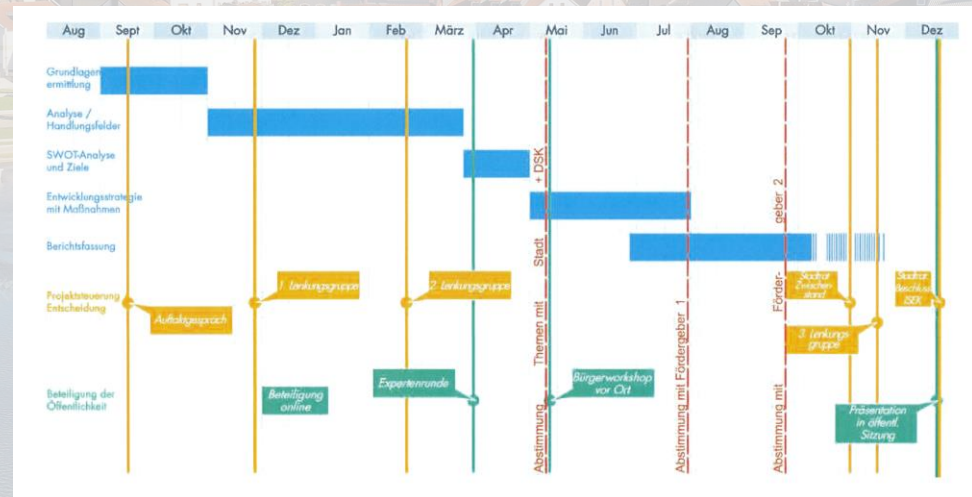 Aug Sept Okt Nov Dez Jan Feb März Apr Mai Jun Jul Aug Sep Okt Nov Dez
Grundlagen
ermittlung
Analyse /
Handlungsfelder
SWOT-Analyse
und Ziele
Entwicklungsstrategie
mit Maßnahmen
Berichtsfassung
Projektsteuerung
Entscheidung
Auftaktgespräch
1. Lenkungsgruppe
2. Lenkungsgruppe
Stadtrat
Zwischen
stand
3. Lenkungs
gruppe
Stadtrat
Beschluss
ISEK
Beteiligung der
Öffentlichkeit
Beteiligung
online
Expertenrunde
Bürgerworkshop
vor Ort
Präsentation
in öffentl.
Sitzung
Abstimmung Themen mit Stadt + DSK
Abstimmung mit Fördergeber 1
Abstimmung mit Förder- geber 2